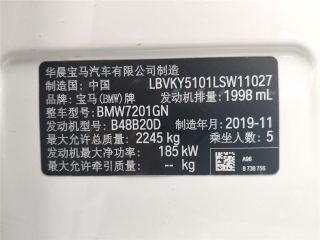 华晨宝马汽车有限公司制造
制造国：中国 LBVKY5101LSW11027
品牌：宝马(BMW)牌 发动机排量：1998 mL
整车型号：BMW7201GN
发动机型号：B48B20D 制造年月：2019-11
最大允许总质量：2245 kg 乘坐人数：5
发动机最大净功率：185 kW A96
最大允许牵引质量：-- kg 8 738 756